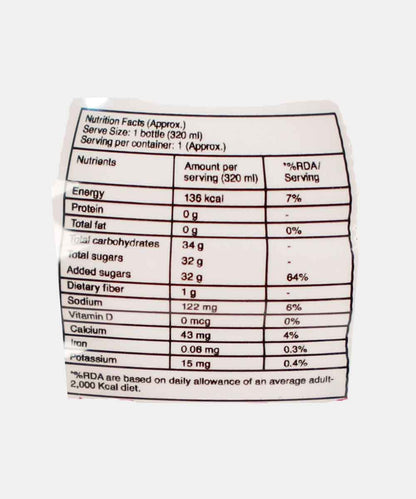 Nutrition Facts (Approx.)
Serve Size: 1 bottle (320 ml)
Serving per container: 1 (Approx.)
Nutrients Amount per serving (320 ml) *%RDA/ Serving
Energy 136 kcal 7%
Protein 0 g -
Total fat 0 g 0%
Total carbohydrates 34 g -
Total sugars 32 g -
Added sugars 32 g 64%
Dietary fiber 1 g -
Sodium 122 mg 6%
Vitamin D 0 mcg 0%
Calcium 43 mg 4%
Iron 0.06 mg 0.3%
Potassium 15 mg 0.4%
*%RDA are based on daily allowance of an average adult-
2,000 Kcal diet.